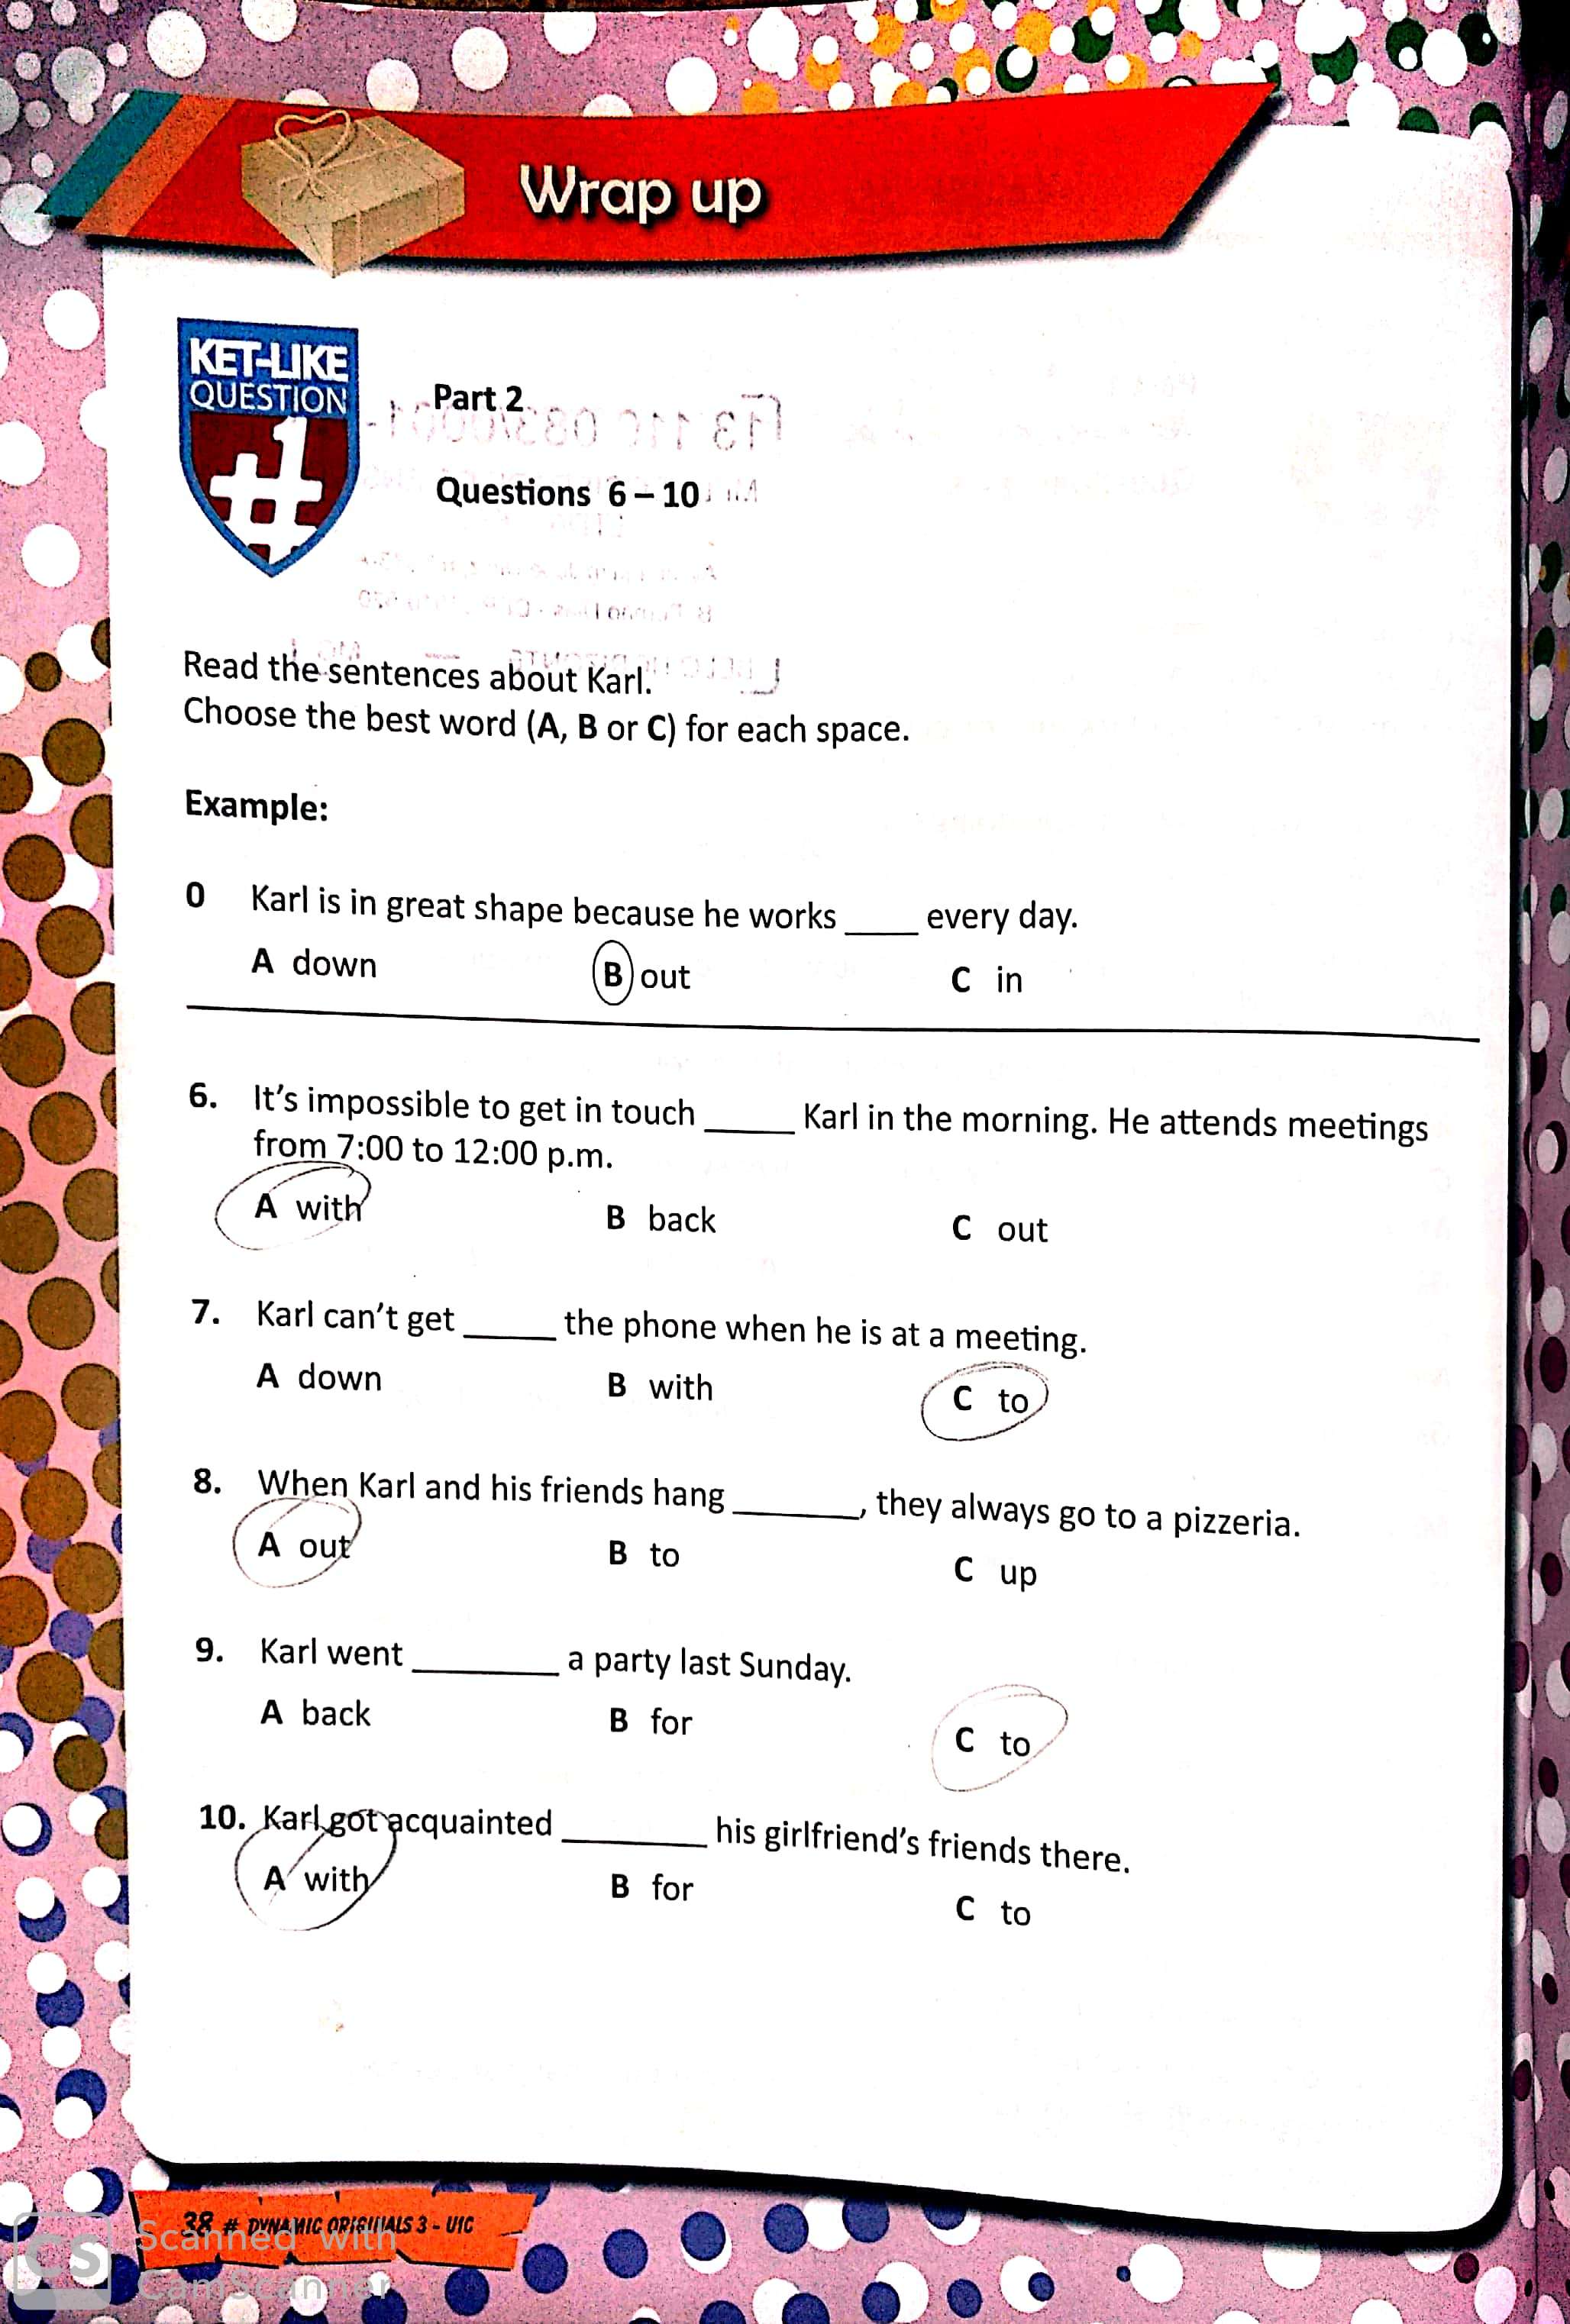 Wrap up
KET-LIKE
QUESTION
#1
Part 2
Questions 6 – 10
Read the sentences about Karl.
Choose the best word (A, B or C) for each space.
Example:
0 Karl is in great shape because he works ____ every day.
A down B out C in
6. It's impossible to get in touch _____ Karl in the morning. He attends meetings
from 7:00 to 12:00 p.m.
A with B back C out
7. Karl can't get _____ the phone when he is at a meeting.
A down B with C to
8. When Karl and his friends hang _______, they always go to a pizzeria.
A out B to C up
9. Karl went ________ a party last Sunday.
A back B for C to
10. Karl got acquainted ________ his girlfriend's friends there.
A with B for C to
38 # DYNAMIC ORIGINALS 3 - U1C
CS Scanned with
CamScanner